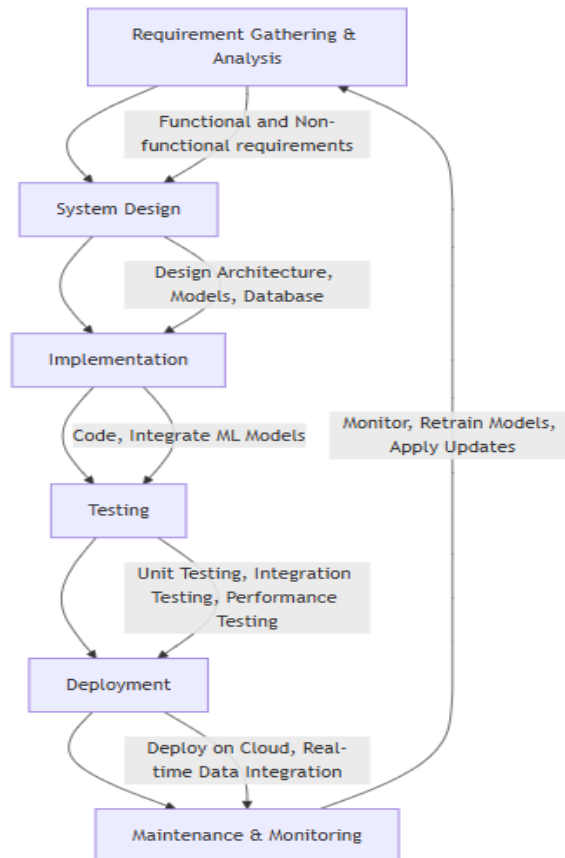 Requirement Gathering &
Analysis
Functional and Non-
functional requirements
System Design
Design Architecture,
Models, Database
Implementation
Code, Integrate ML Models
Monitor, Retrain Models,
Apply Updates
Testing
Unit Testing, Integration
Testing, Performance
Testing
Deployment
Deploy on Cloud, Real-
time Data Integration
Maintenance & Monitoring